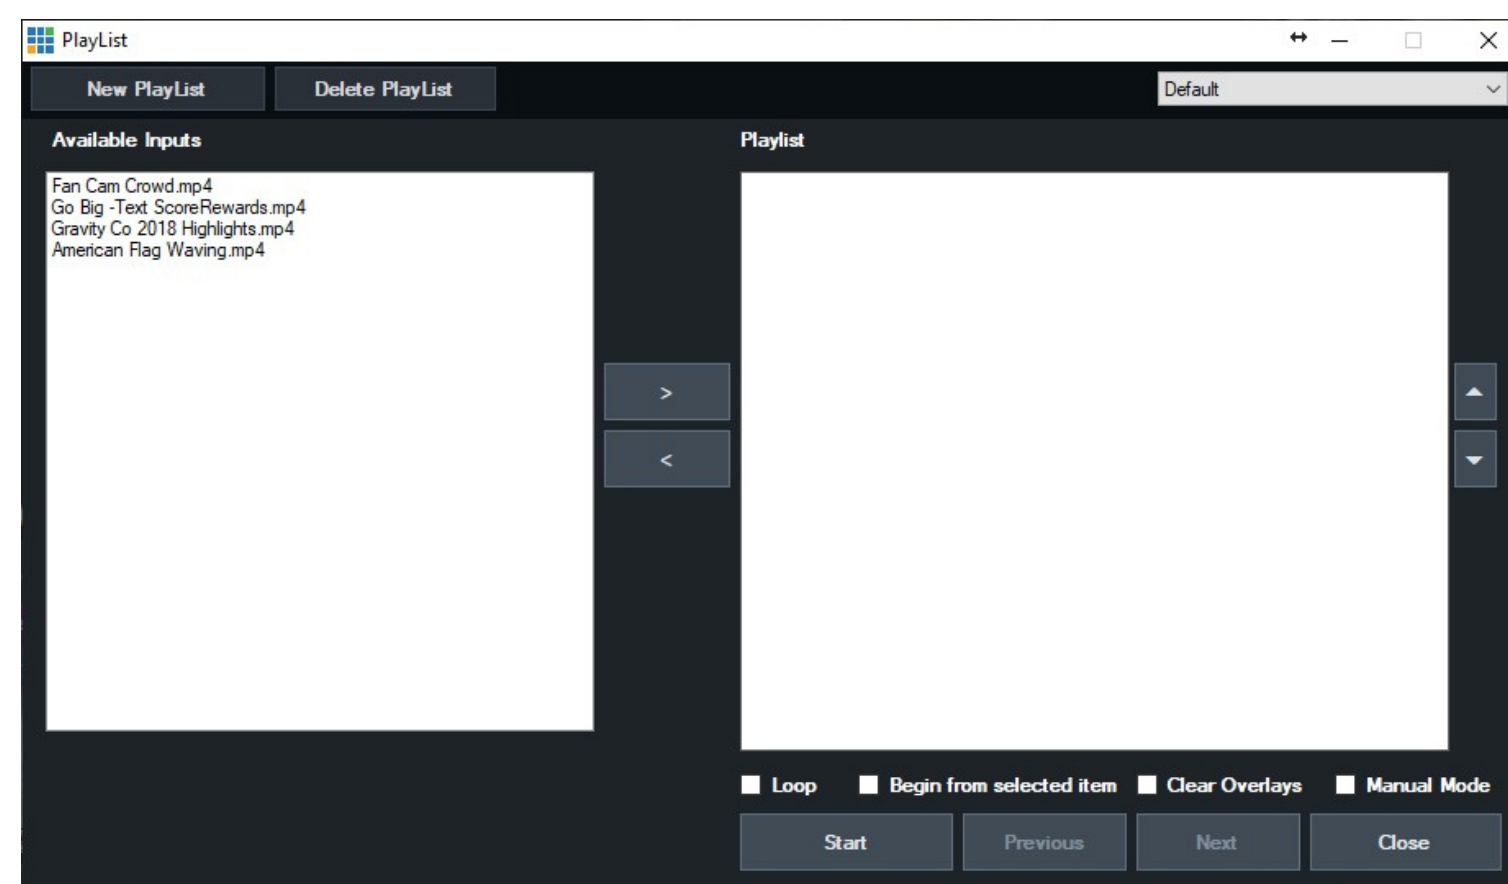 PlayList
New PlayList
Delete PlayList
Default
Available Inputs
Playlist
Fan Cam Crowd.mp4
Go Big -Text ScoreRewards.mp4
Gravity Co 2018 Highlights.mp4
American Flag Waving.mp4
>
<
Loop
Begin from selected item
Clear Overlays
Manual Mode
Start
Previous
Next
Close